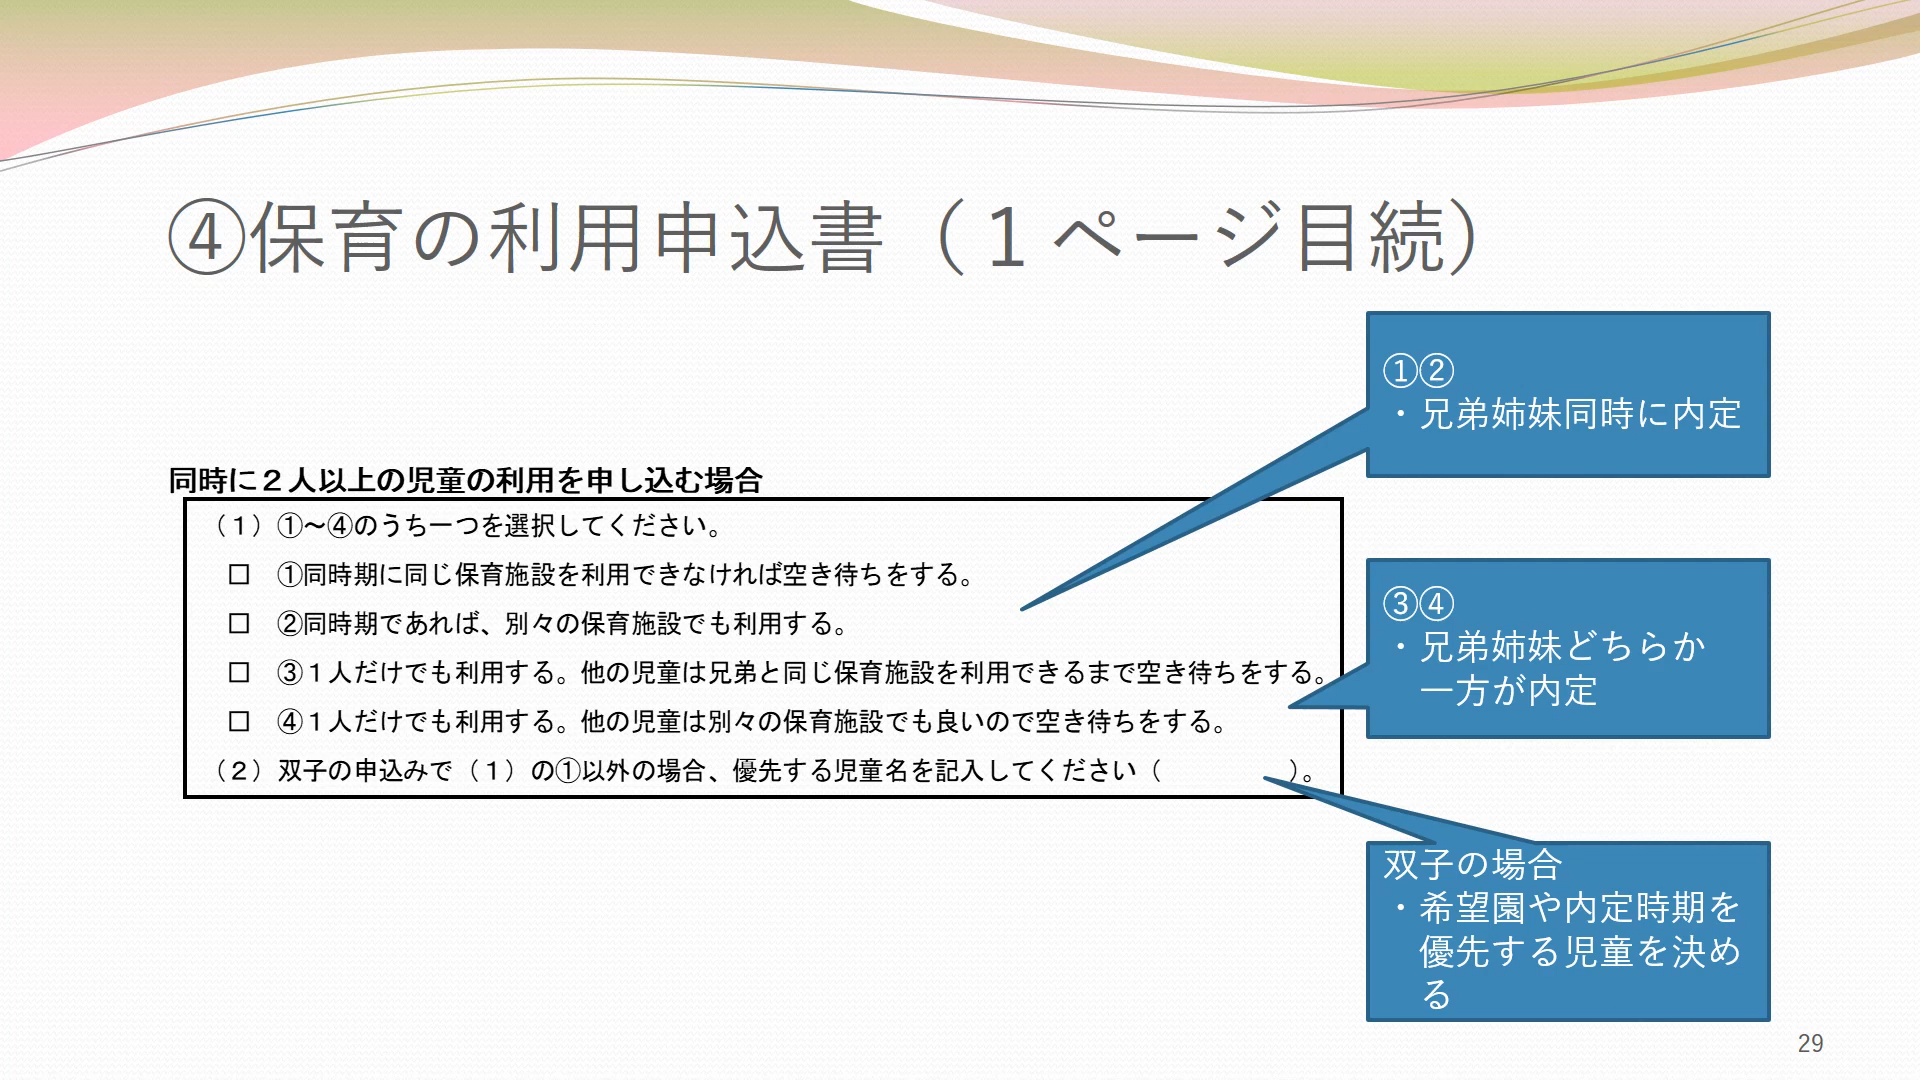 ④保育の利用申込書（１ページ目続）
①②
・兄弟姉妹同時に内定
同時に２人以上の児童の利用を申し込む場合
（１）①～④のうち一つを選択してください。
□　①同時期に同じ保育施設を利用できなければ空き待ちをする。
□　②同時期であれば、別々の保育施設でも利用する。
□　③１人だけでも利用する。他の児童は兄弟と同じ保育施設を利用できるまで空き待ちをする。
□　④１人だけでも利用する。他の児童は別々の保育施設でも良いので空き待ちをする。
（２）双子の申込みで（１）の①以外の場合、優先する児童名を記入してください（　　　　　）。
③④
・兄弟姉妹どちらか
一方が内定
双子の場合
・希望園や内定時期を
優先する児童を決め
る
29